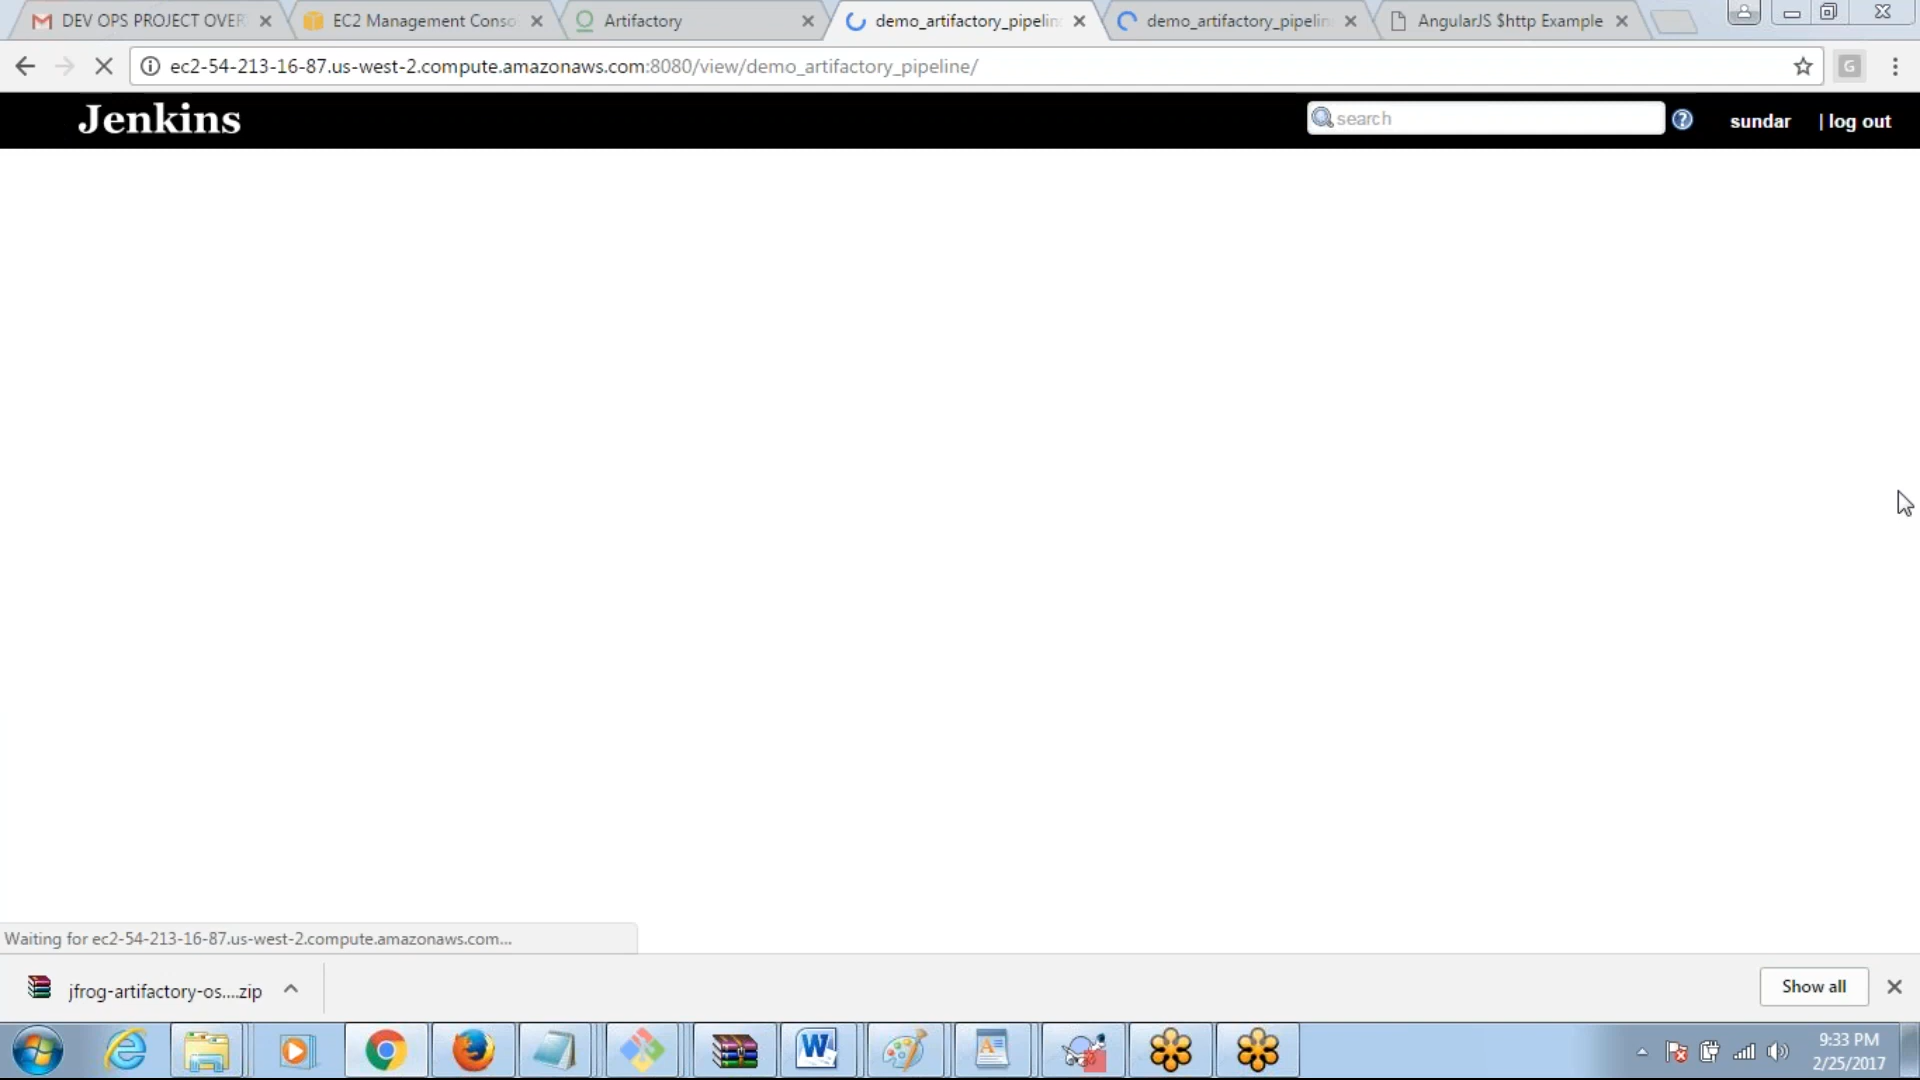 DEV OPS PROJECT OVER
EC2 Management Conso
Artifactory
demo_artifactory_pipelin
demo_artifactory_pipelin
AngularJS $http Example
ec2-54-213-16-87.us-west-2.compute.amazonaws.com:8080/view/demo_artifactory_pipeline/
G
Jenkins
search
?
sundar
| log out
Waiting for ec2-54-213-16-87.us-west-2.compute.amazonaws.com...
jfrog-artifactory-os....zip
Show all
9:33 PM
2/25/2017